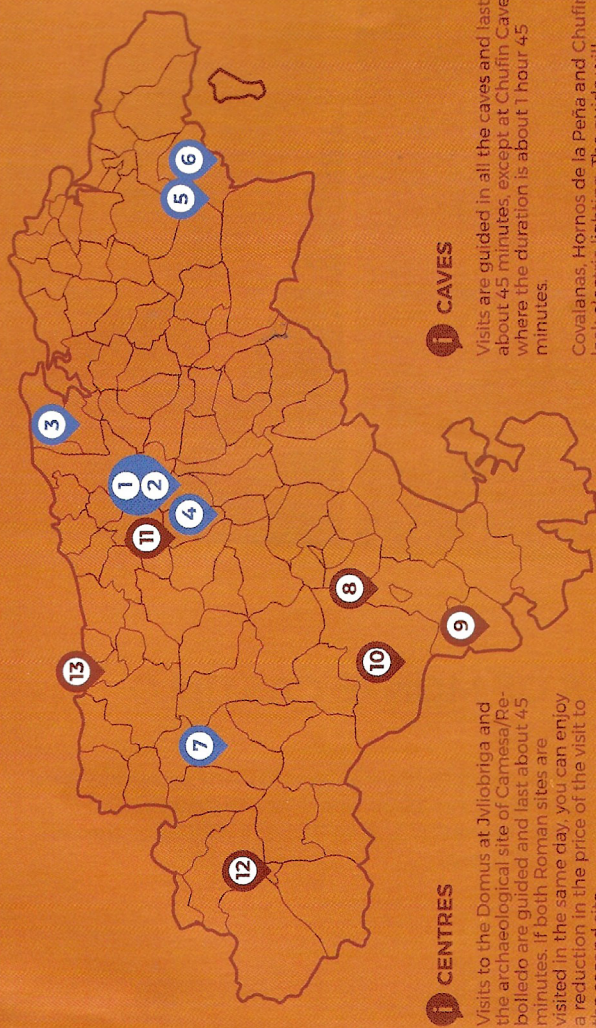 1
2
3
4
5
6
7
8
9
10
11
12
13
i CENTRES
Visits to the Domus at Jvliobriga and
the archaeological site of Camesa/Re-
bolledo are guided and last about 45
minutes. If both Roman sites are
visited in the same day, you can enjoy
a reduction in the price of the visit to
i CAVES
Visits are guided in all the caves and last
about 45 minutes, except at Chufín Cave
where the duration is about 1 hour 45
minutes.
Covalanas, Hornos de la Peña and Chufín